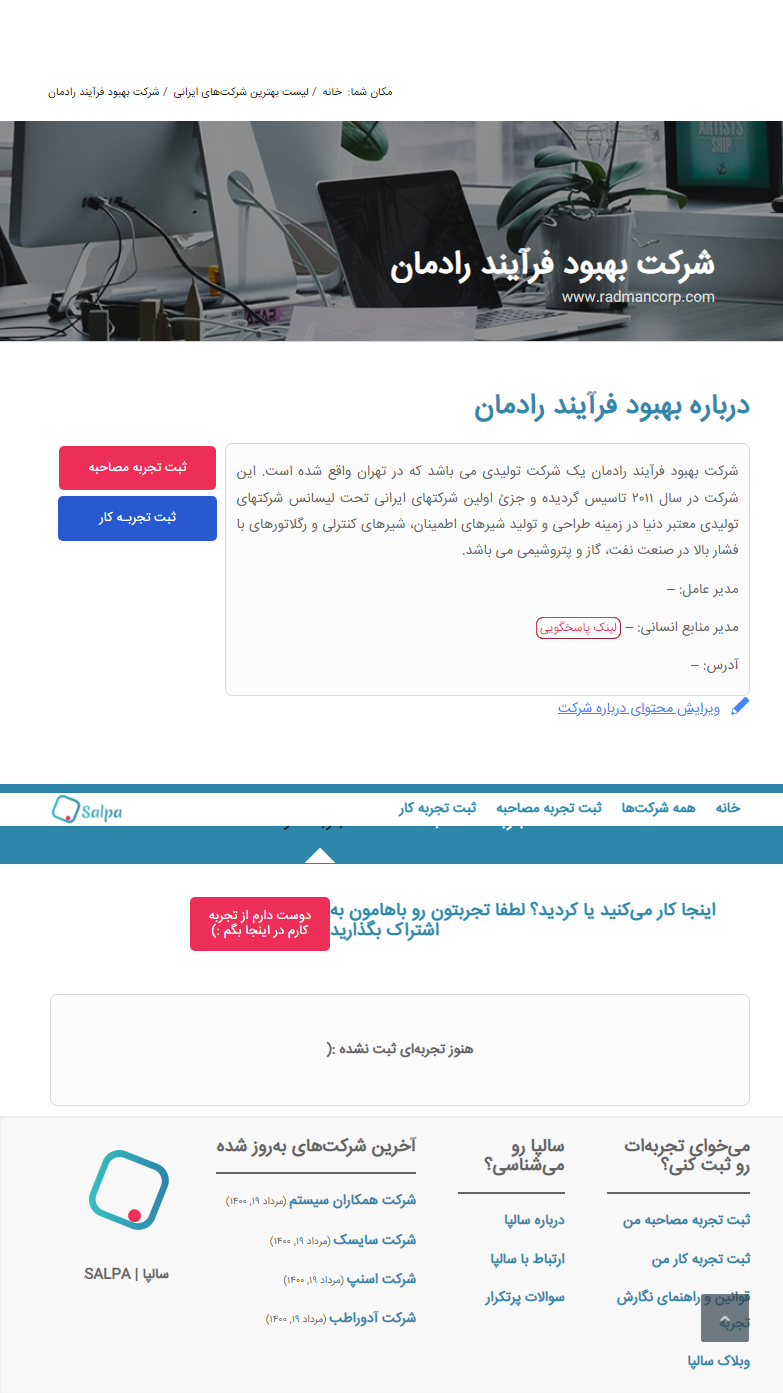 مکان شما: خانه / لیست بهترین شرکت‌های ایرانی / شرکت بهبود فرآیند رادمان
ARTISTS
SHIP
شرکت بهبود فرآیند رادمان
www.radmancorp.com
درباره بهبود فرآیند رادمان
شرکت بهبود فرآیند رادمان یک شرکت تولیدی می باشد که در تهران واقع شده است. این
شرکت در سال ۲۰۱۱ تاسیس گردیده و جزئ اولین شرکتهای ایرانی تحت لیسانس شرکتهای
تولیدی معتبر دنیا در زمینه طراحی و تولید شیرهای اطمینان، شیرهای کنترلی و رگلاتورهای با
فشار بالا در صنعت نفت، گاز و پتروشیمی می باشد.
مدیر عامل: –
مدیر منابع انسانی: – لینک پاسخگویی
آدرس: –
ویرایش محتوای درباره شرکت
ثبت تجربه مصاحبه
ثبت تجربـه کار
خانه
همه شرکت‌ها
ثبت تجربه مصاحبه
ثبت تجربه کار
Salpa
اینجا کار می‌کنید یا کردید؟ لطفا تجربتون رو باهامون به
اشتراک بگذارید
دوست دارم از تجربه
کارم در اینجا بگم :)
هنوز تجربه‌ای ثبت نشده :(
می‌خوای تجربه‌ات
رو ثبت کنی؟
ثبت تجربه مصاحبه من
ثبت تجربه کار من
قوانین و راهنمای نگارش
تجربه
وبلاک سالپا
سالپا رو
می‌شناسی؟
درباره سالپا
ارتباط با سالپا
سوالات پرتکرار
آخرین شرکت‌های به‌روز شده
شرکت همکاران سیستم (مرداد ۱۹, ۱۴۰۰)
شرکت سایسک (مرداد ۱۹, ۱۴۰۰)
شرکت اسنپ (مرداد ۱۹, ۱۴۰۰)
شرکت آدوراطب (مرداد ۱۹, ۱۴۰۰)
سالپا | SALPA